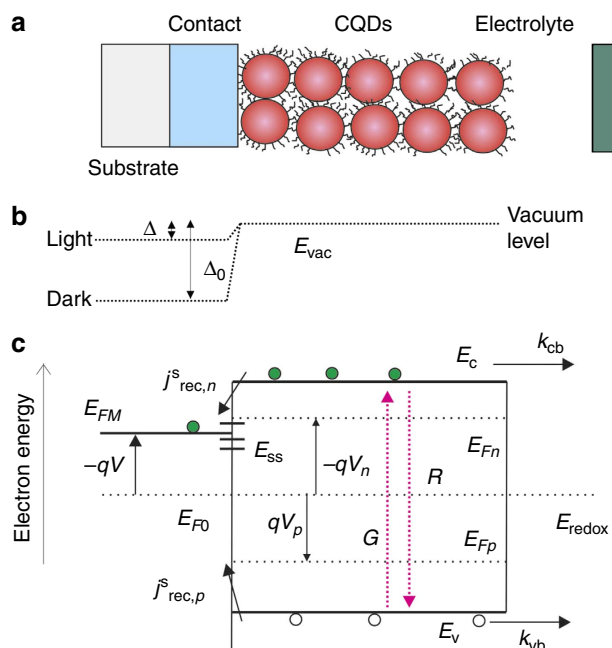 a
Contact CQDs Electrolyte
Substrate
b
Light Δ Vacuum level
E_vac
Δ₀
Dark
c
E_c k_cb
j^s_rec,n
E_FM
E_ss E_Fn
–qV –qV_n R
E_F0 E_redox
qV_p G E_Fp
j^s_rec,p
E_v k_vb
Electron energy